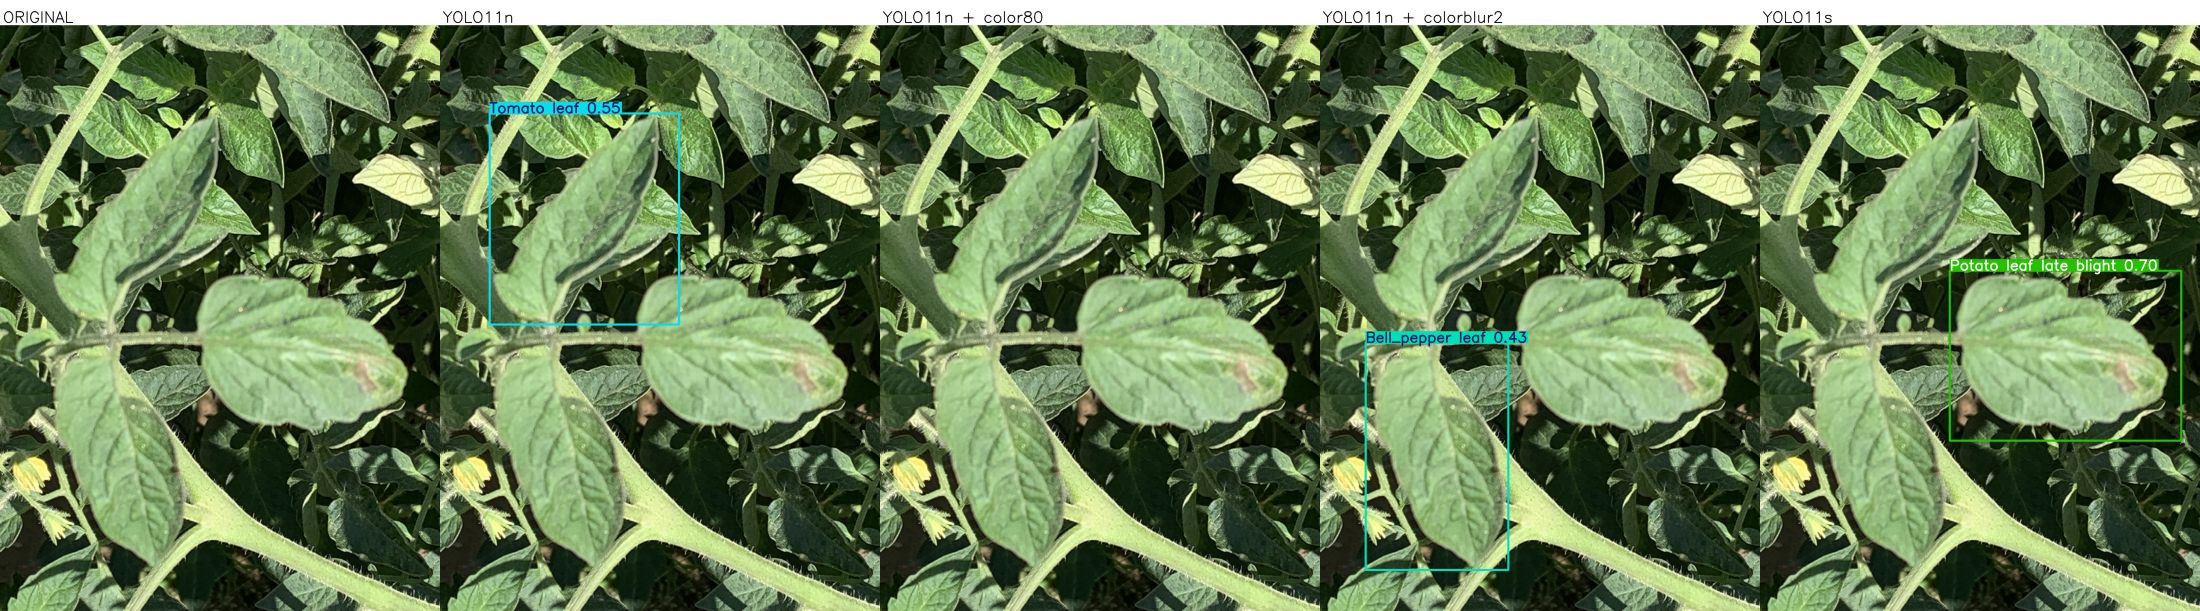 ORIGINAL
YOLO11n
YOLO11n + color80
YOLO11n + colorblur2
YOLO11s
Tomato leaf 0.55
Potato leaf late blight 0.70
Bell_pepper leaf 0.43